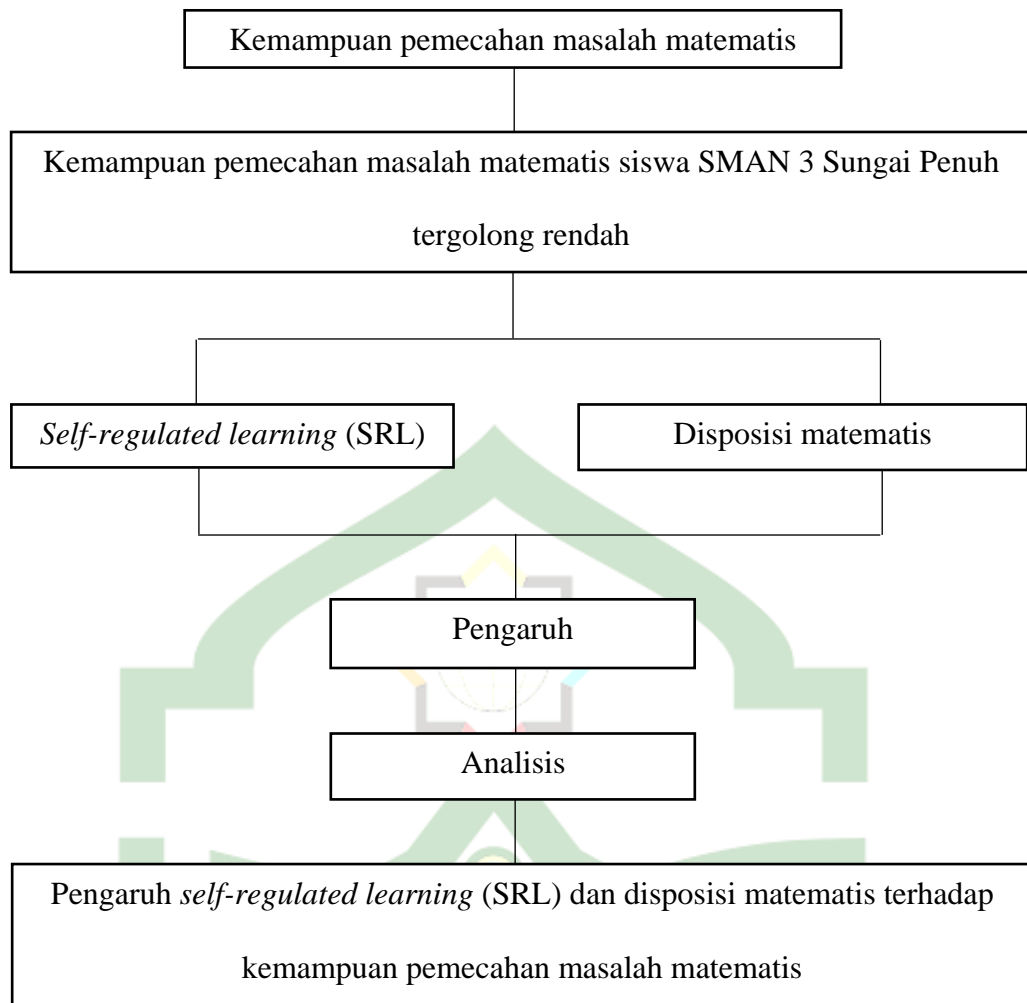 Kemampuan pemecahan masalah matematis
Kemampuan pemecahan masalah matematis siswa SMAN 3 Sungai Penuh
tergolong rendah
Self-regulated learning (SRL)
Disposisi matematis
Pengaruh
Analisis
Pengaruh self-regulated learning (SRL) dan disposisi matematis terhadap
kemampuan pemecahan masalah matematis